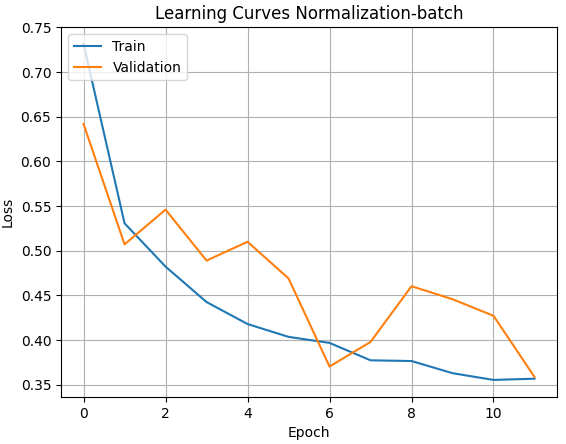 Learning Curves Normalization-batch
Train
Validation
0.75
0.70
0.65
0.60
0.55
0.50
0.45
0.40
0.35
Loss
0 2 4 6 8 10
Epoch